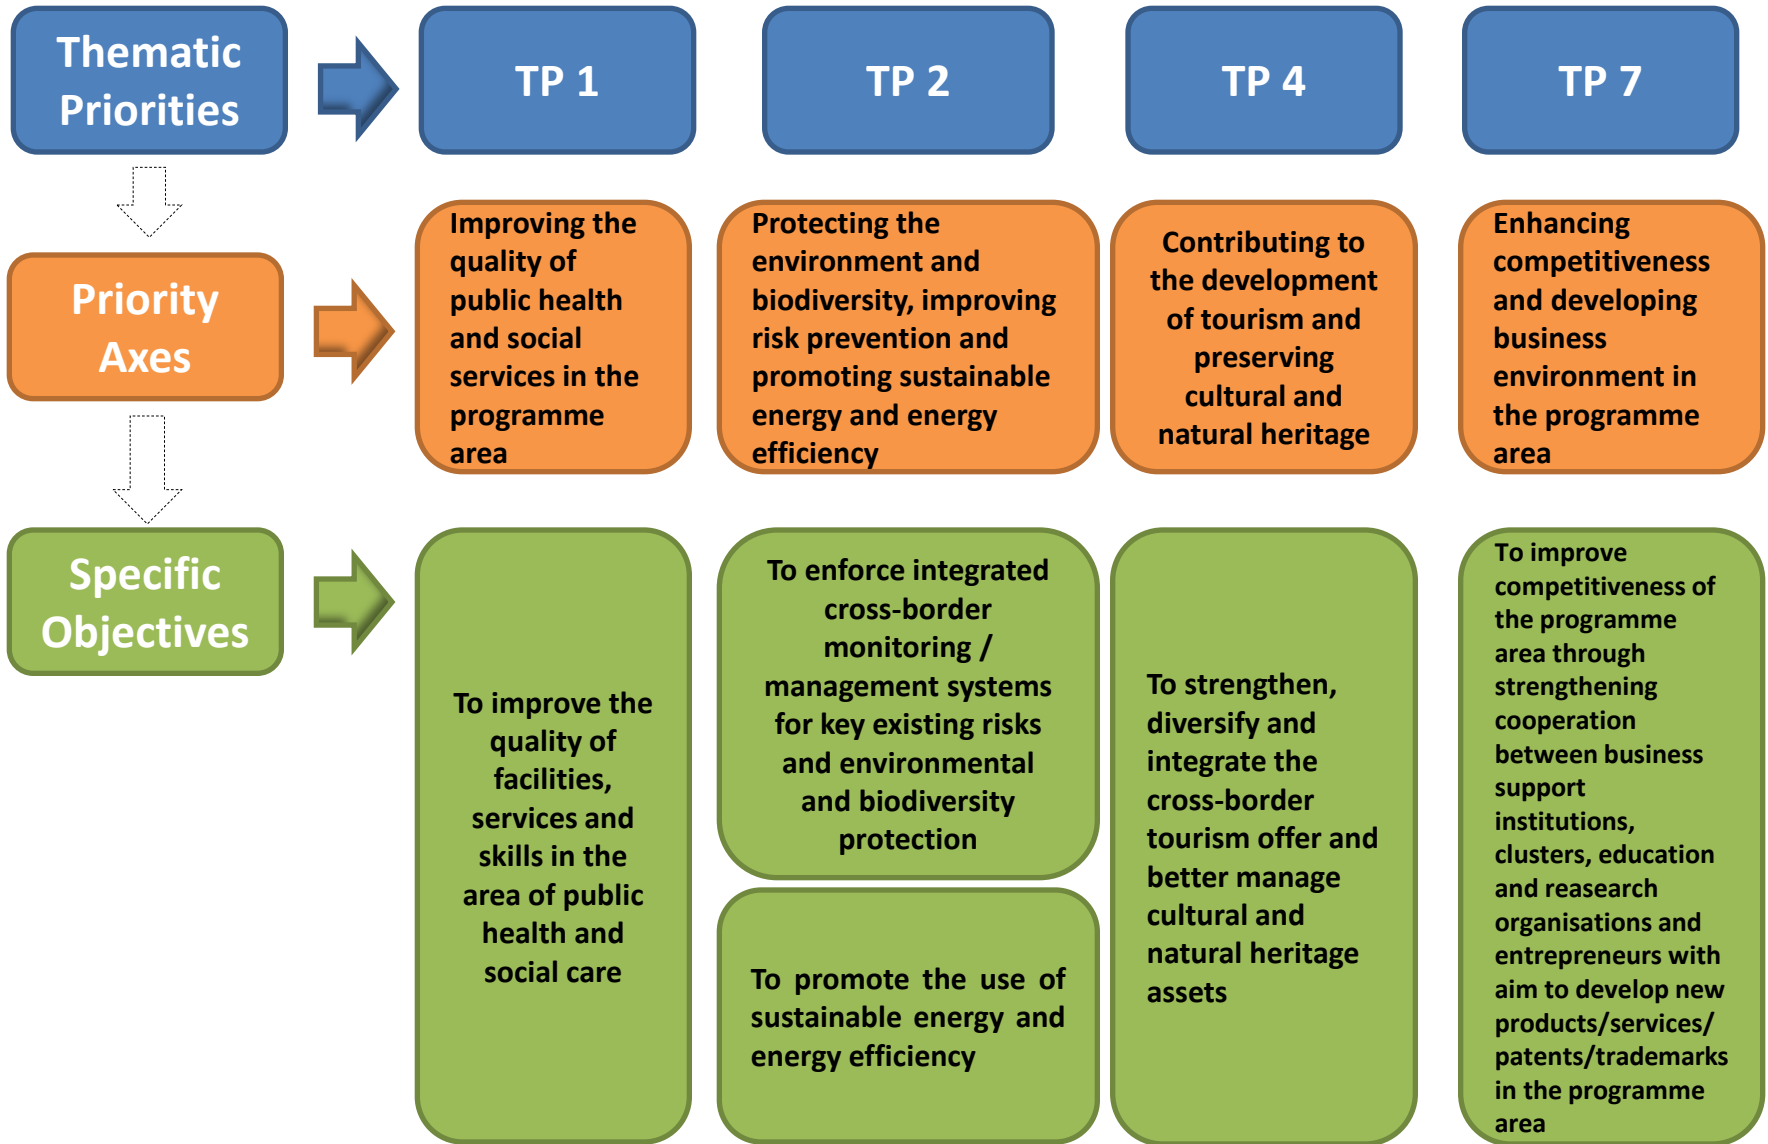 Thematic
Priorities
TP 1
TP 2
TP 4
TP 7
Priority
Axes
Improving the
quality of
public health
and social
services in the
programme
area
Protecting the
environment and
biodiversity, improving
risk prevention and
promoting sustainable
energy and energy
efficiency
Contributing to
the development
of tourism and
preserving
cultural and
natural heritage
Enhancing
competitiveness
and developing
business
environment in
the programme
area
Specific
Objectives
To improve the
quality of
facilities,
services and
skills in the
area of public
health and
social care
To enforce integrated
cross-border
monitoring /
management systems
for key existing risks
and environmental
and biodiversity
protection
To promote the use of
sustainable energy and
energy efficiency
To strengthen,
diversify and
integrate the
cross-border
tourism offer and
better manage
cultural and
natural heritage
assets
To improve
competitiveness of
the programme
area through
strengthening
cooperation
between business
support
institutions,
clusters, education
and reasearch
organisations and
entrepreneurs with
aim to develop new
products/services/
patents/trademarks
in the programme
area